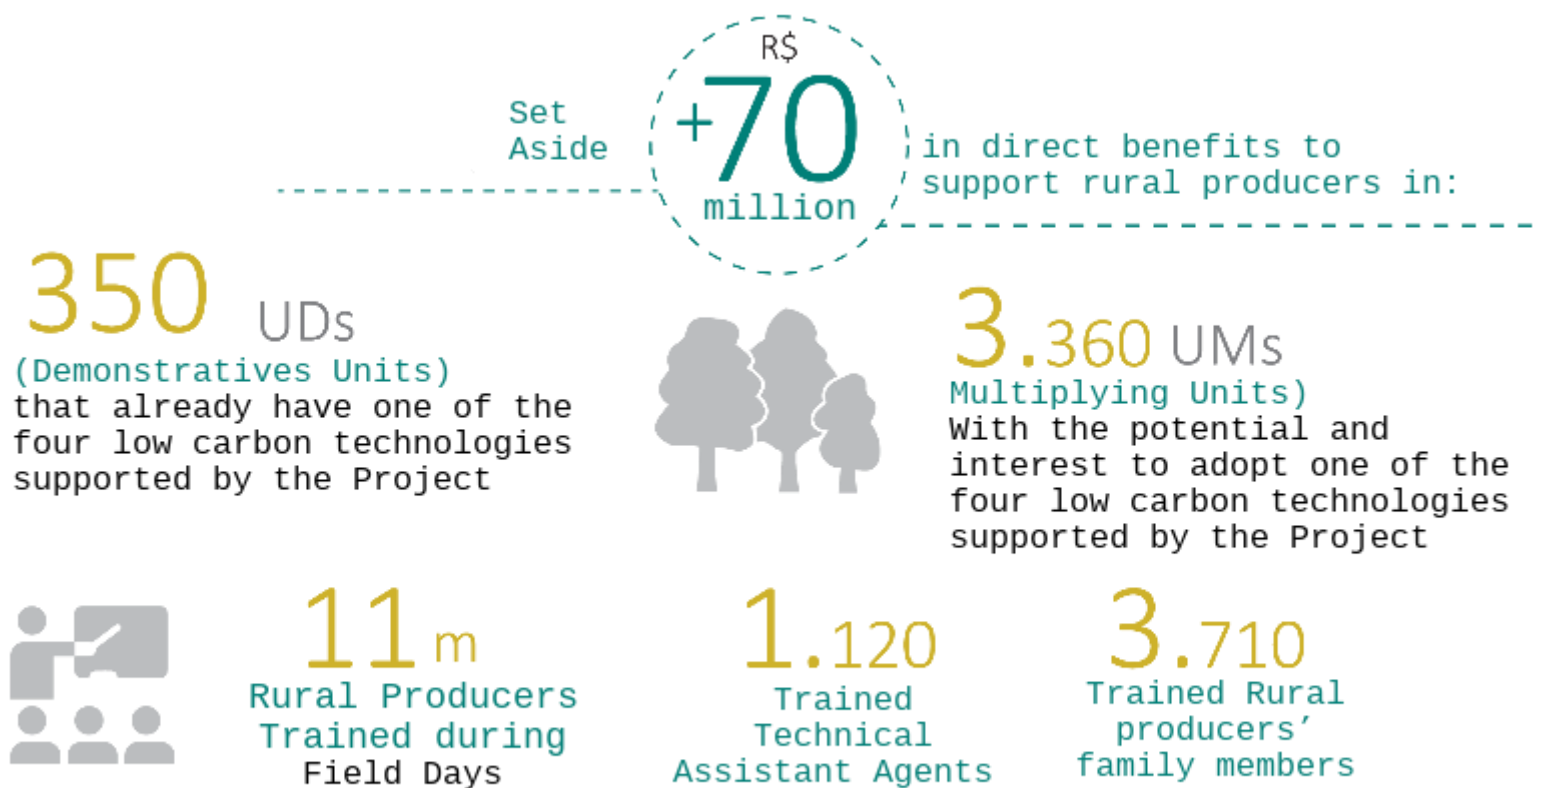 R$
Set
Aside
+70
million
in direct benefits to
support rural producers in:
350 UDs
(Demonstratives Units)
that already have one of the
four low carbon technologies
supported by the Project
3.360 UMs
Multiplying Units)
With the potential and
interest to adopt one of the
four low carbon technologies
supported by the Project
11 m
Rural Producers
Trained during
Field Days
1.120
Trained
Technical
Assistant Agents
3.710
Trained Rural
producers’
family members